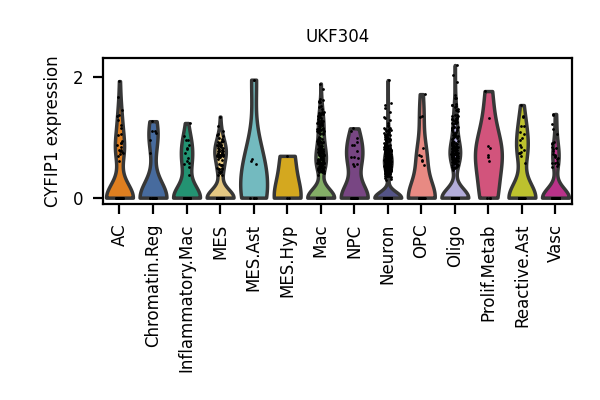 UKF304
CYFIP1 expression
2
0
AC
Chromatin.Reg
Inflammatory.Mac
MES
MES.Ast
MES.Hyp
Mac
NPC
Neuron
OPC
Oligo
Prolif.Metab
Reactive.Ast
Vasc